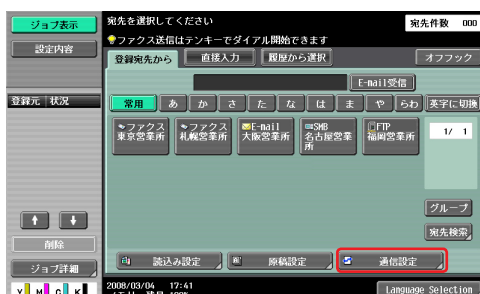 ジョブ表示
設定内容
宛先を選択してください
宛先件数 000
ファクス送信はテンキーでダイアル開始できます
登録宛先から 直接入力 履歴から選択 オフフック
E-mail受信
登録元 状況
常用 あ か さ た な は ま や らわ 英字に切換
ファクス
東京営業所
ファクス
札幌営業所
E-mail
大阪営業所
SMB
名古屋営業所
FTP
福岡営業所
1/ 1
グループ
宛先検索
↑ ↓
削除
ジョブ詳細
読込み設定 原稿設定 通信設定
Y M C K
2008/03/04 17:41
Language Selection